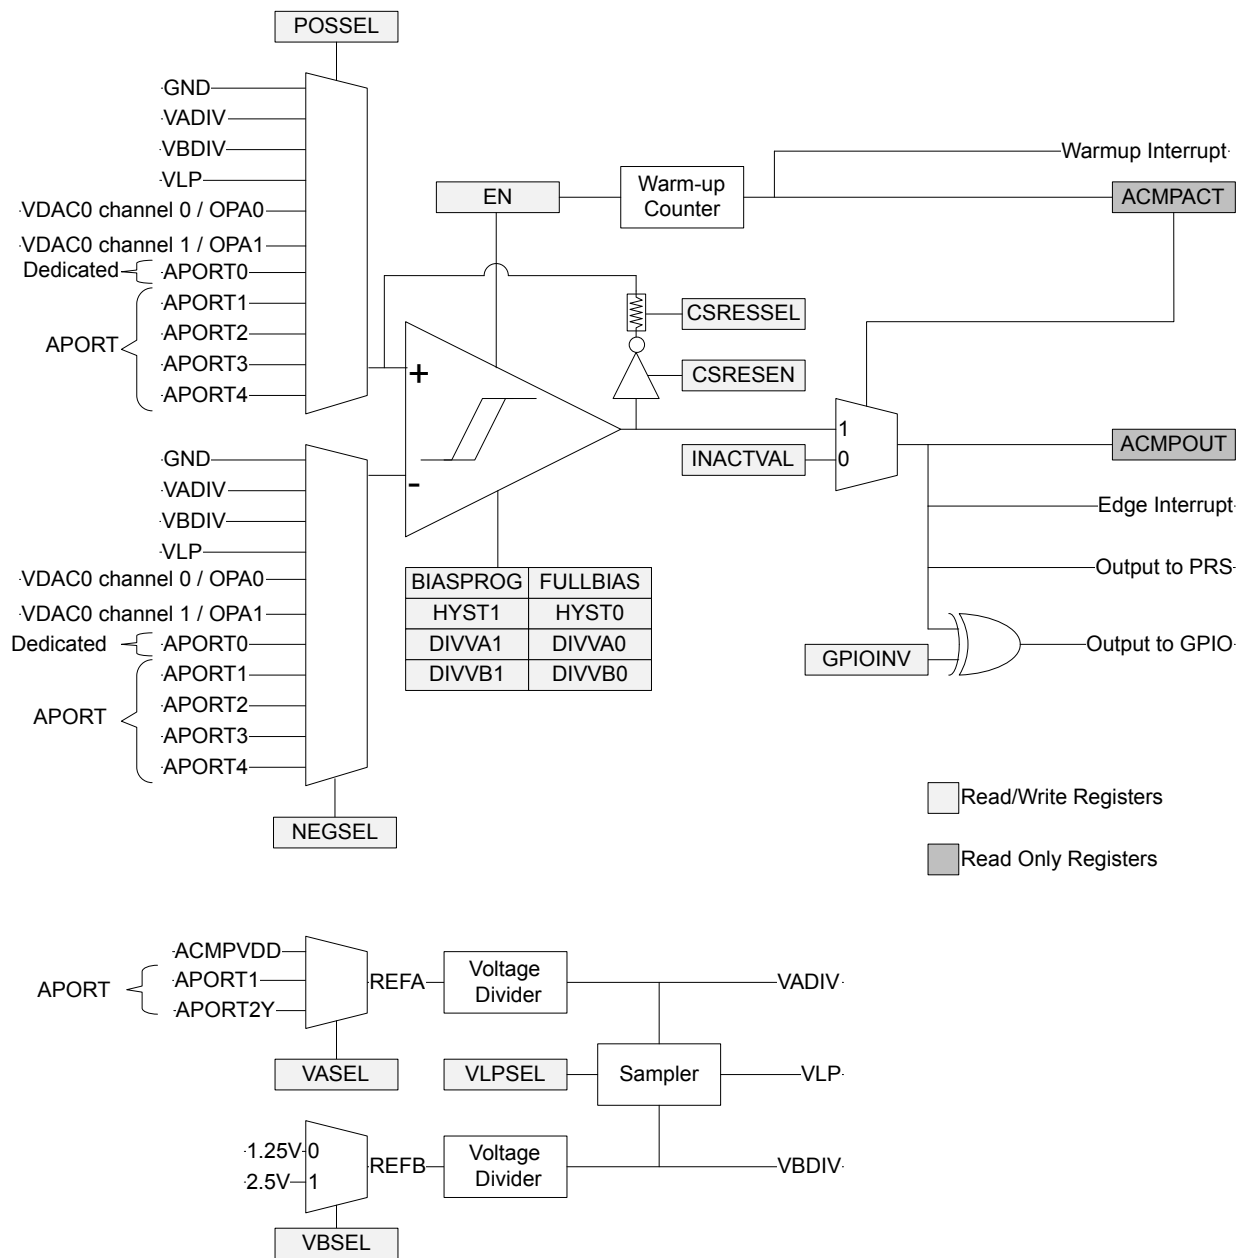 POSSEL
GND
VADIV
VBDIV
VLP
VDAC0 channel 0 / OPA0
VDAC0 channel 1 / OPA1
Dedicated
APORT0
APORT1
APORT2
APORT
APORT3
APORT4
EN
Warm-up
Counter
Warmup Interrupt
ACMPACT
CSRESSEL
CSRESEN
+
-
INACTVAL
1
0
ACMPOUT
Edge Interrupt
Output to PRS
Output to GPIO
GPIOINV
GND
VADIV
VBDIV
VLP
VDAC0 channel 0 / OPA0
VDAC0 channel 1 / OPA1
Dedicated
APORT0
APORT1
APORT2
APORT
APORT3
APORT4
NEGSEL
BIASPROG FULLBIAS
HYST1 HYST0
DIVVA1 DIVVA0
DIVVB1 DIVVB0
Read/Write Registers
Read Only Registers
ACMPVDD
APORT
APORT1
APORT2Y
REFA
Voltage
Divider
VADIV
VASEL
VLPSEL
Sampler
VLP
1.25V 0
2.5V 1
REFB
Voltage
Divider
VBDIV
VBSEL